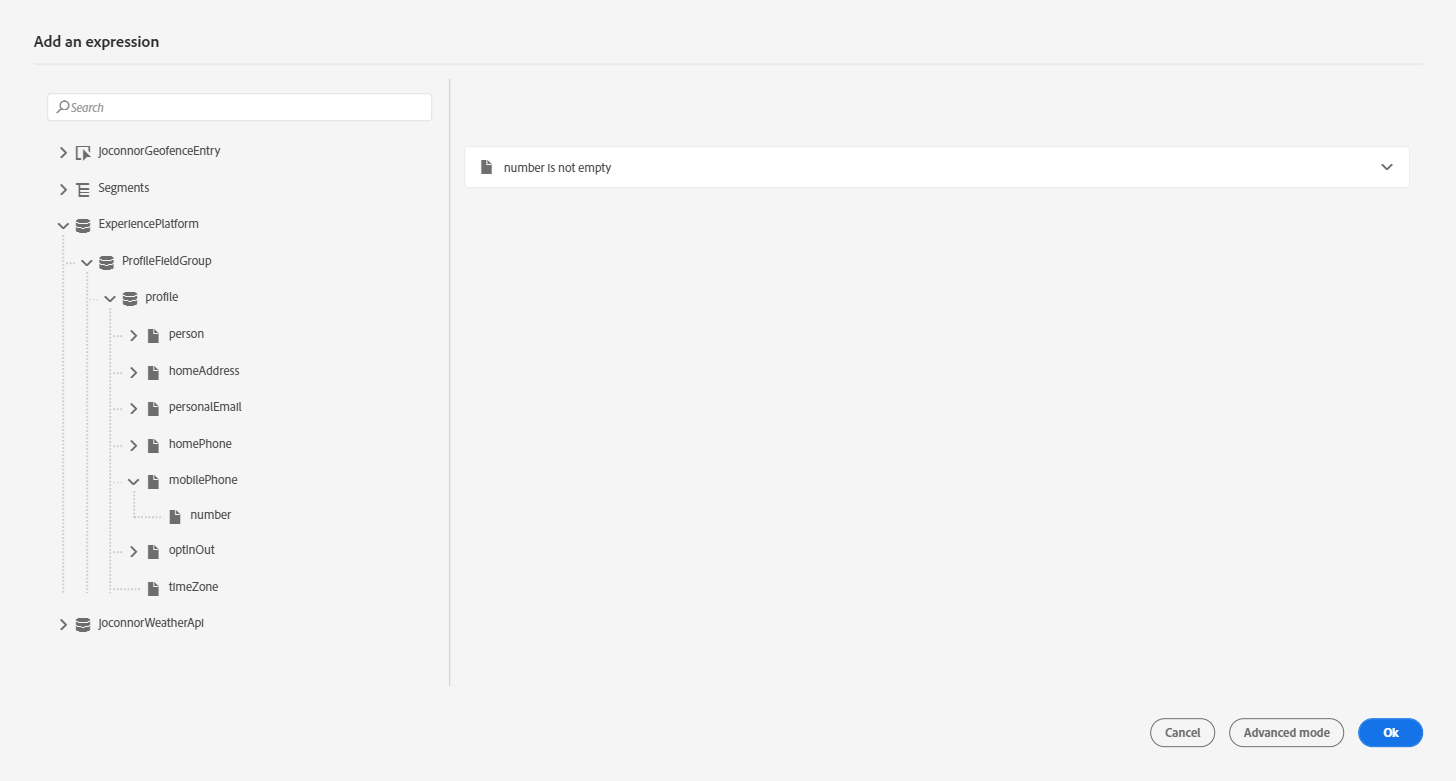 Add an expression
Search
joconnorGeofenceEntry
Segments
ExperiencePlatform
ProfileFieldGroup
profile
person
homeAddress
personalEmail
homePhone
mobilePhone
number
optInOut
timeZone
joconnorWeatherApi
number is not empty
Cancel
Advanced mode
Ok